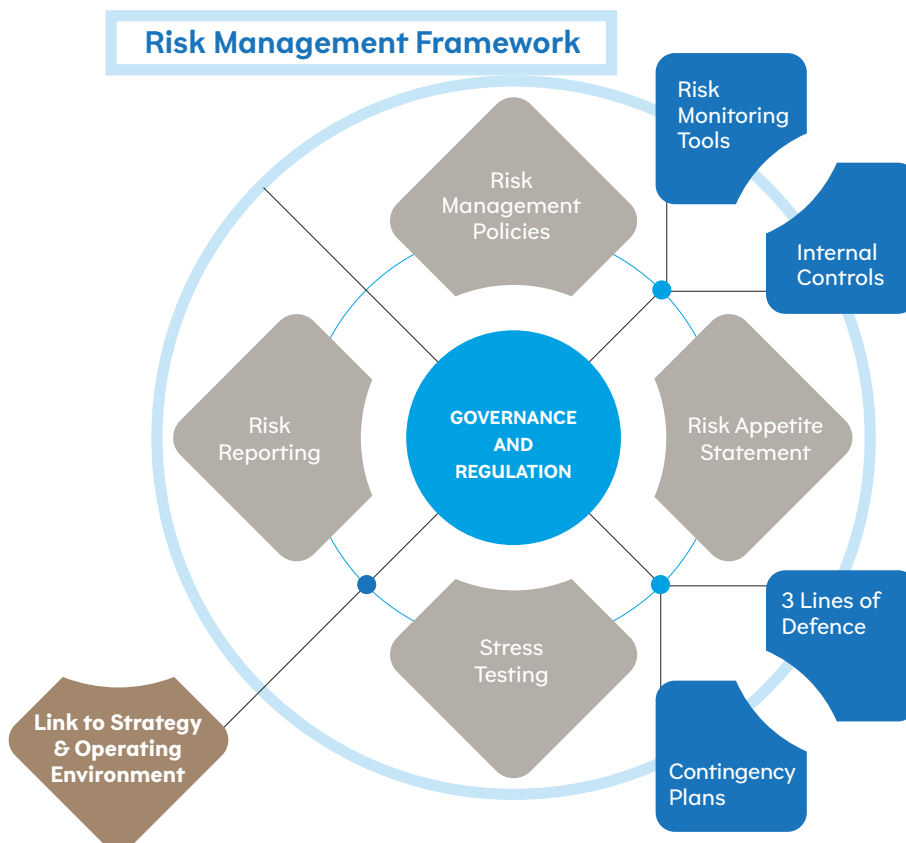 Risk Management Framework
Risk
Monitoring
Tools
Risk
Management
Policies
Internal
Controls
GOVERNANCE
AND
REGULATION
Risk
Reporting
Risk Appetite
Statement
3 Lines of
Defence
Stress
Testing
Link to Strategy
& Operating
Environment
Contingency
Plans